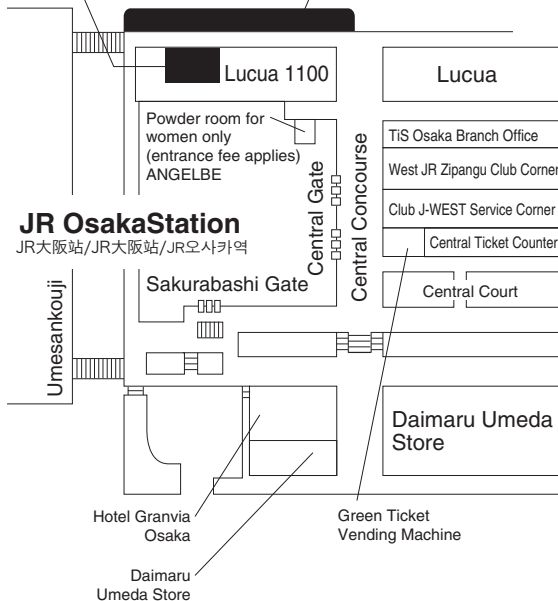 Lucua 1100
Lucua
Powder room for
women only
(entrance fee applies)
ANGELBE
TiS Osaka Branch Office
West JR Zipangu Club Corner
Club J-WEST Service Corner
Central Ticket Counter
Central Gate
Central Concourse
JR OsakaStation
JR大阪站/JR大阪站/JR오사카역
Sakurabashi Gate
Central Court
Umesankouji
Daimaru Umeda
Store
Hotel Granvia
Osaka
Green Ticket
Vending Machine
Daimaru
Umeda Store